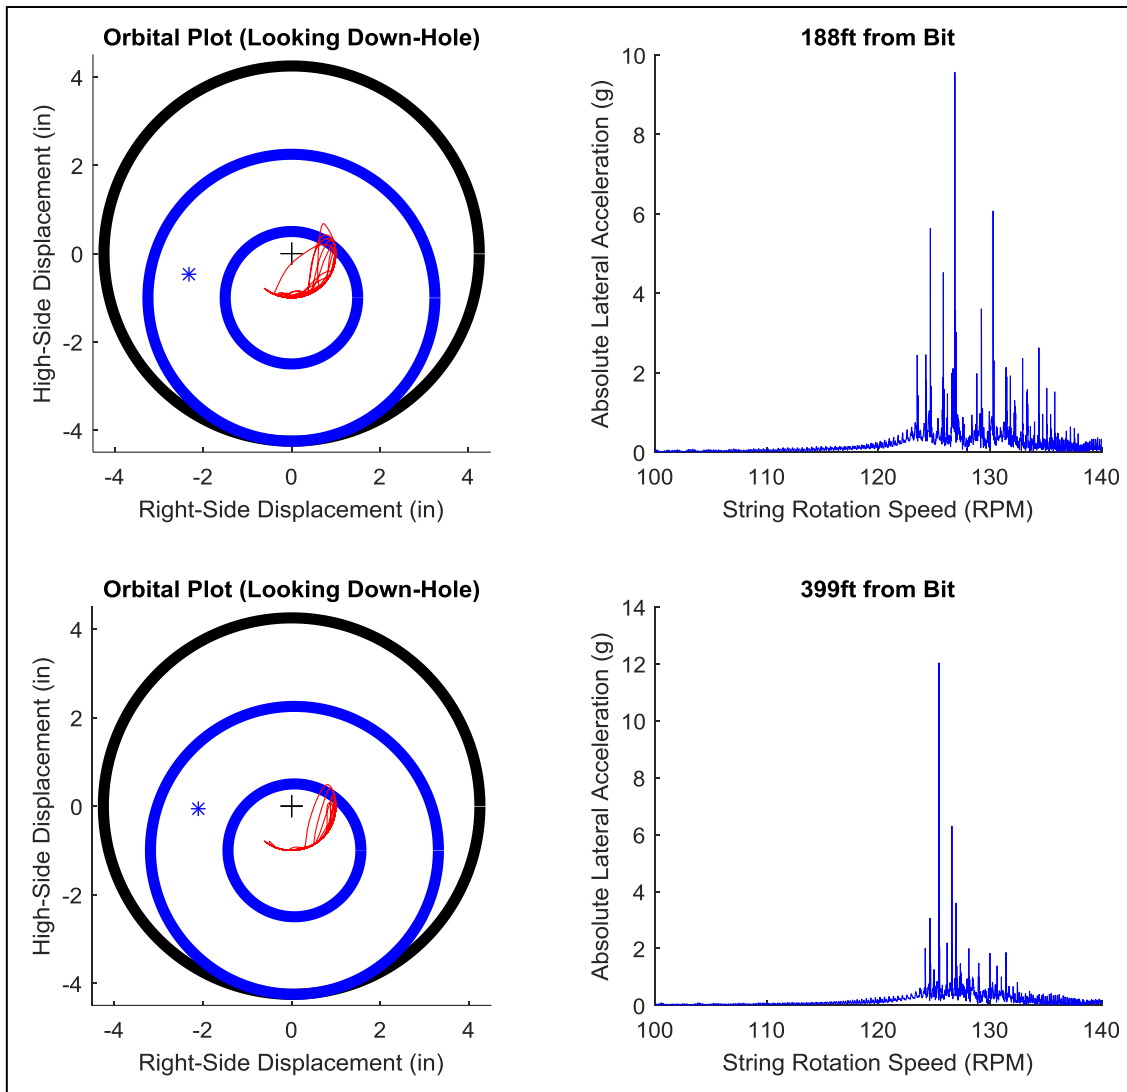 Orbital Plot (Looking Down-Hole)
High-Side Displacement (in)
4
2
0
-2
-4
-4 -2 0 2 4
Right-Side Displacement (in)
188ft from Bit
Absolute Lateral Acceleration (g)
10
8
6
4
2
0
100 110 120 130 140
String Rotation Speed (RPM)
Orbital Plot (Looking Down-Hole)
High-Side Displacement (in)
4
2
0
-2
-4
-4 -2 0 2 4
Right-Side Displacement (in)
399ft from Bit
Absolute Lateral Acceleration (g)
14
12
10
8
6
4
2
0
100 110 120 130 140
String Rotation Speed (RPM)